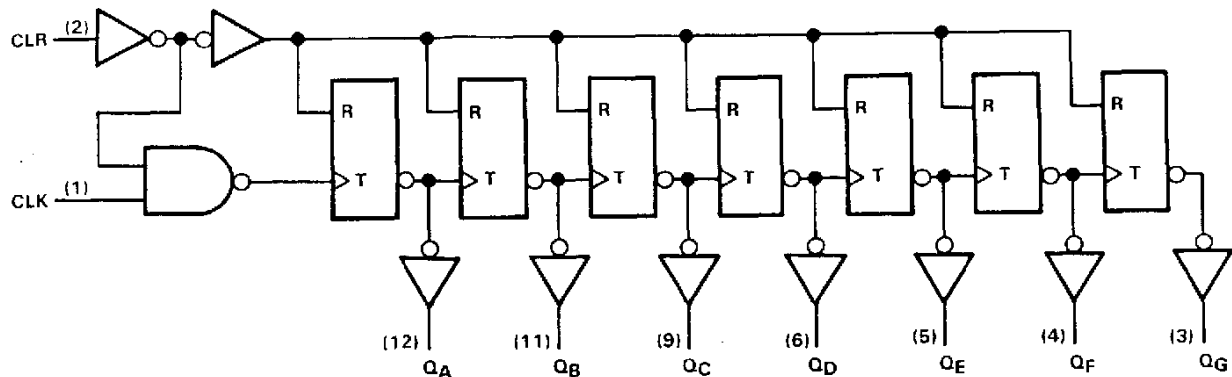 CLR (2)
R R R R R R R
CLK (1)
T T T T T T T
(12) (11) (9) (6) (5) (4) (3)
QA QB QC QD QE QF QG